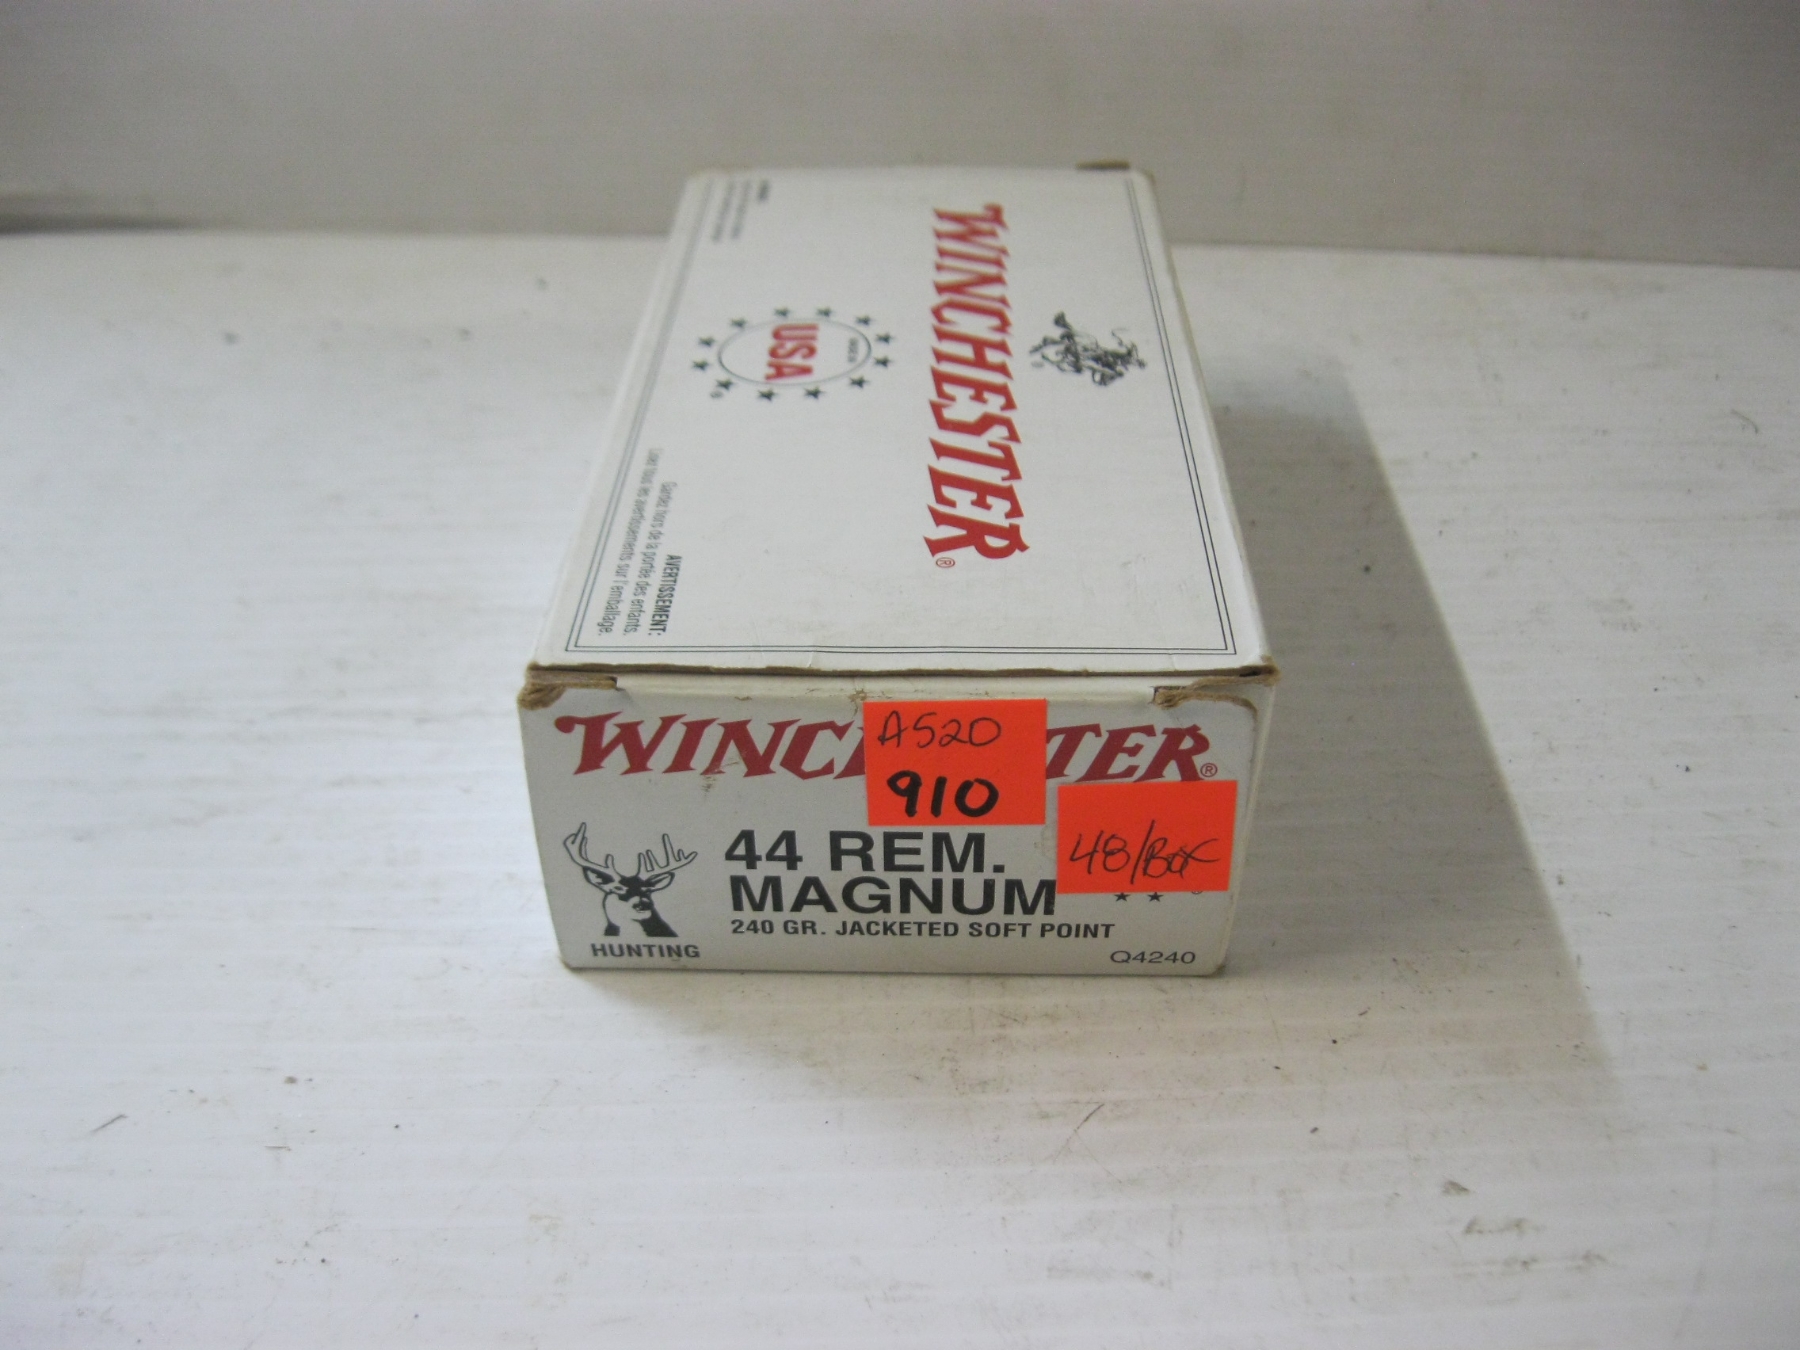 WINCHESTER®
USA
AVERTISSEMENT:
Gardez hors de la portée des enfants.
Lisez tous les avertissements sur l'emballage.
WINC TER®
A520
910
44 REM.
MAGNUM
48/Box
240 GR. JACKETED SOFT POINT
HUNTING
Q4240